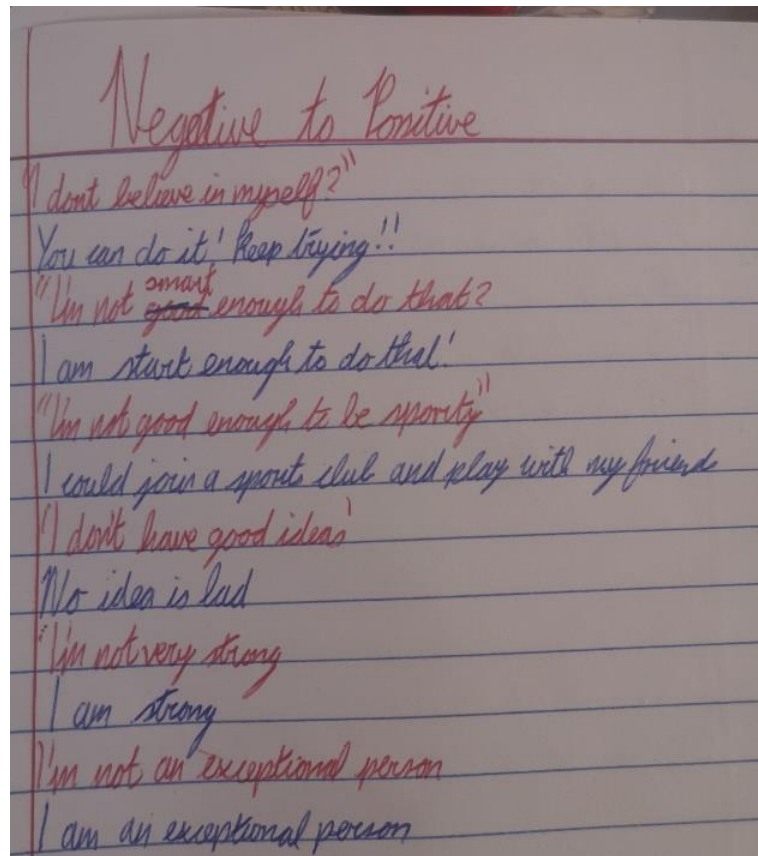 Negative to Positive
"I dont believe in myself?"
You can do it! Keep trying!!
"I'm not smart enough to do that?
I am start enough to do that!
"I'm not good enough to be spority"
I could join a sports club and play with my friends
"I don't have good ideas'
No idea is bad
"I'm not very strong
I am strong
I'm not an exceptional person
I am an exceptional person